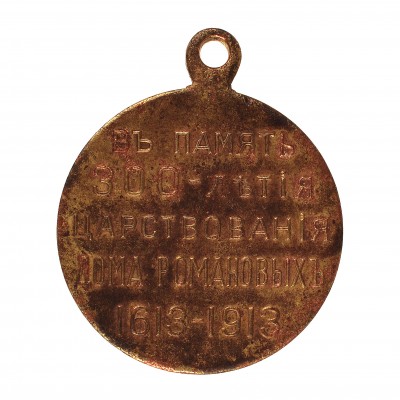 ВЪ ПАМЯТЬ
300-ЛѢТІЯ
ЦАРСТВОВАНІЯ
ДОМА РОМАНОВЫХЪ
1613-1913